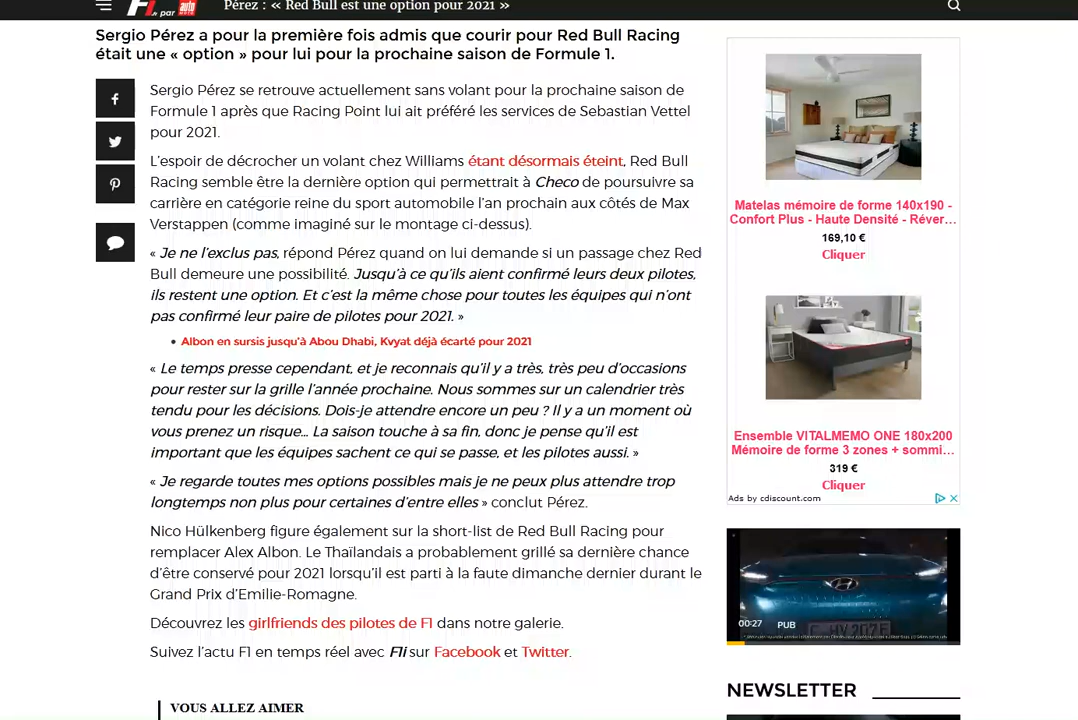 F1i.fr par auto moto
Pérez : « Red Bull est une option pour 2021 »
Sergio Pérez a pour la première fois admis que courir pour Red Bull Racing
était une « option » pour lui pour la prochaine saison de Formule 1.
Sergio Pérez se retrouve actuellement sans volant pour la prochaine saison de
Formule 1 après que Racing Point lui ait préféré les services de Sebastian Vettel
pour 2021.
L’espoir de décrocher un volant chez Williams étant désormais éteint, Red Bull
Racing semble être la dernière option qui permettrait à Checo de poursuivre sa
carrière en catégorie reine du sport automobile l’an prochain aux côtés de Max
Verstappen (comme imaginé sur le montage ci-dessus).
« Je ne l’exclus pas, répond Pérez quand on lui demande si un passage chez Red
Bull demeure une possibilité. Jusqu’à ce qu’ils aient confirmé leurs deux pilotes,
ils restent une option. Et c’est la même chose pour toutes les équipes qui n’ont
pas confirmé leur paire de pilotes pour 2021. »
• Albon en sursis jusqu’à Abou Dhabi, Kvyat déjà écarté pour 2021
« Le temps presse cependant, et je reconnais qu’il y a très, très peu d’occasions
pour rester sur la grille l’année prochaine. Nous sommes sur un calendrier très
tendu pour les décisions. Dois-je attendre encore un peu ? Il y a un moment où
vous prenez un risque… La saison touche à sa fin, donc je pense qu’il est
important que les équipes sachent ce qui se passe, et les pilotes aussi. »
« Je regarde toutes mes options possibles mais je ne peux plus attendre trop
longtemps non plus pour certaines d’entre elles » conclut Pérez.
Nico Hülkenberg figure également sur la short-list de Red Bull Racing pour
remplacer Alex Albon. Le Thaïlandais a probablement grillé sa dernière chance
d’être conservé pour 2021 lorsqu’il est parti à la faute dimanche dernier durant le
Grand Prix d’Emilie-Romagne.
Découvrez les girlfriends des pilotes de F1 dans notre galerie.
Suivez l’actu F1 en temps réel avec F1i sur Facebook et Twitter.
VOUS ALLEZ AIMER
Matelas mémoire de forme 140x190 -
Confort Plus - Haute Densité - Réver…
169,10 €
Cliquer
Ensemble VITALMEMO ONE 180x200
Mémoire de forme 3 zones + sommi…
319 €
Cliquer
Ads by cdiscount.com
00:27 PUB
NEWSLETTER